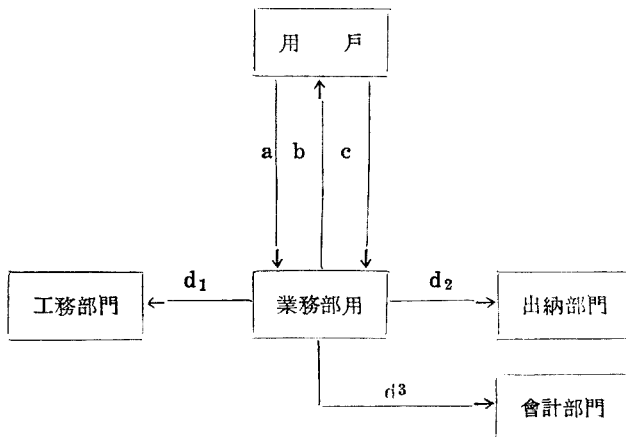 用 戶
a b c
d1 d2
工務部門 業務部用 出納部門
d3
會計部門